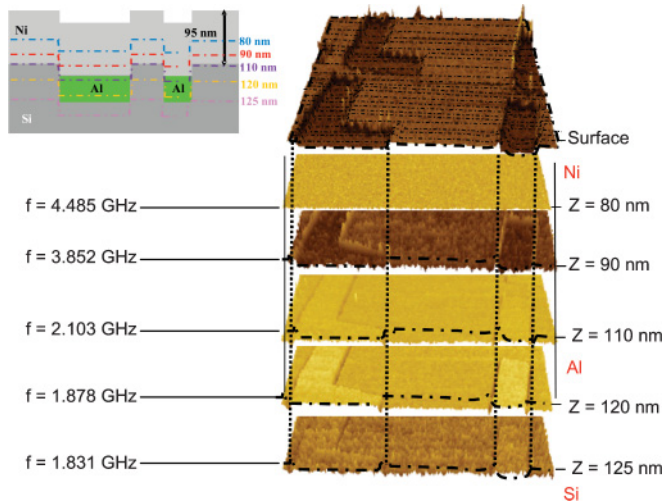 Ni
95 nm
80 nm
90 nm
110 nm
Al
Al
120 nm
125 nm
Si
Surface
Ni
f = 4.485 GHz
Z = 80 nm
f = 3.852 GHz
Z = 90 nm
f = 2.103 GHz
Z = 110 nm
Al
f = 1.878 GHz
Z = 120 nm
f = 1.831 GHz
Z = 125 nm
Si